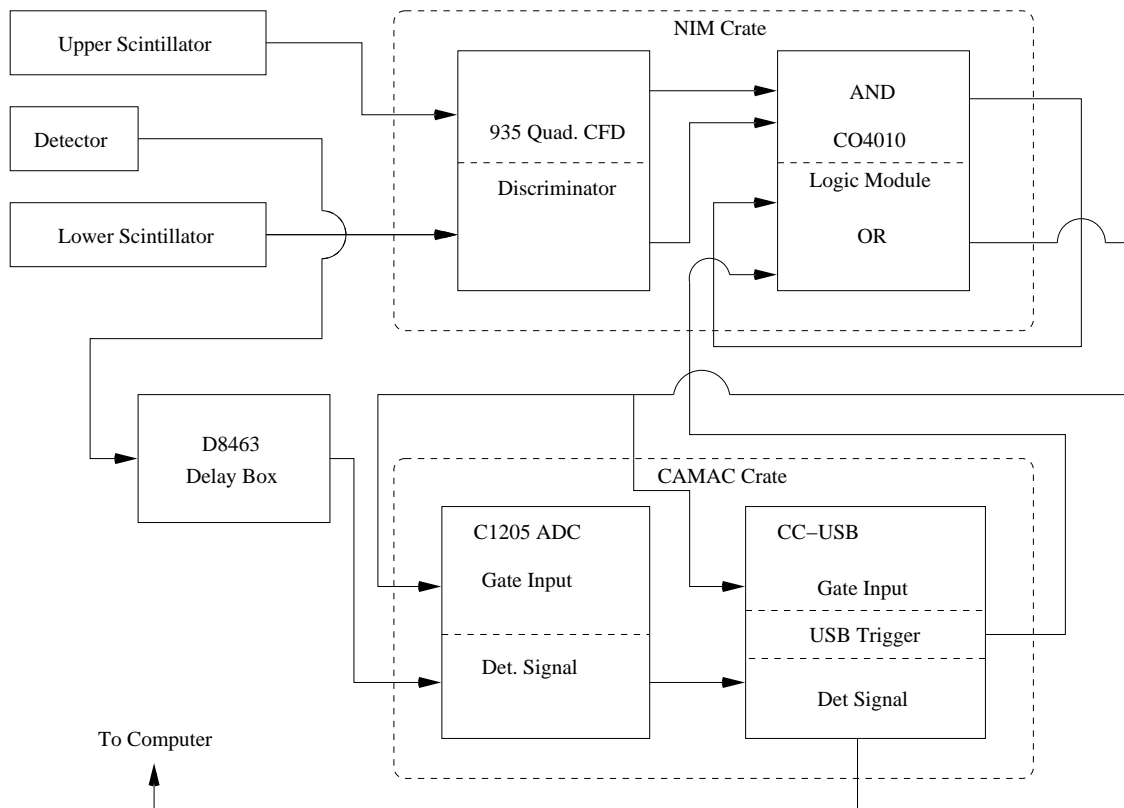 NIM Crate
Upper Scintillator
Detector
Lower Scintillator
935 Quad. CFD
Discriminator
AND
CO4010
Logic Module
OR
D8463
Delay Box
CAMAC Crate
C1205 ADC
Gate Input
Det. Signal
CC−USB
Gate Input
USB Trigger
Det Signal
To Computer